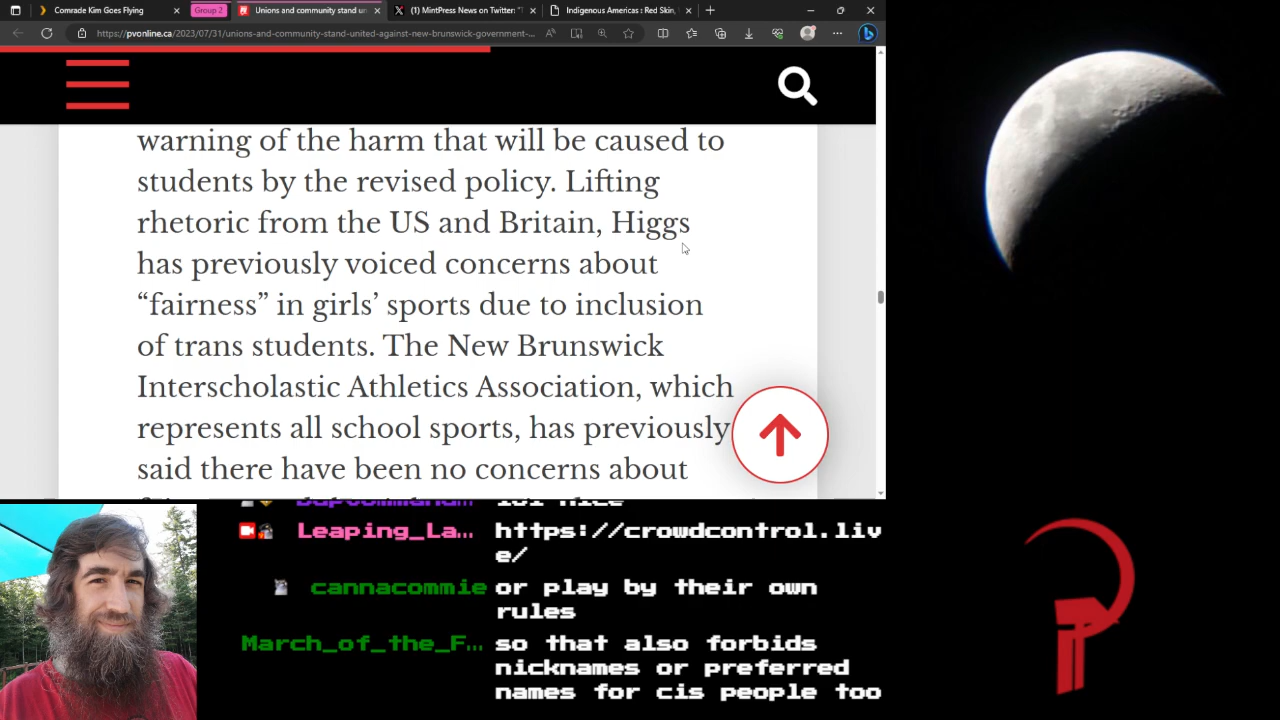 Comrade Kim Goes Flying
Group 2
Unions and community stand un
(1) MintPress News on Twitter: "T
Indigenous Americas : Red Skin,
https://pvonline.ca/2023/07/31/unions-and-community-stand-united-against-new-brunswick-government-...
warning of the harm that will be caused to
students by the revised policy. Lifting
rhetoric from the US and Britain, Higgs
has previously voiced concerns about
“fairness” in girls’ sports due to inclusion
of trans students. The New Brunswick
Interscholastic Athletics Association, which
represents all school sports, has previously
said there have been no concerns about
lol nice
Leaping_La... https://crowdcontrol.liv
e/
cannacommie or play by their own
rules
March_of_the_F... so that also forbids
nicknames or preferred
names for cis people too